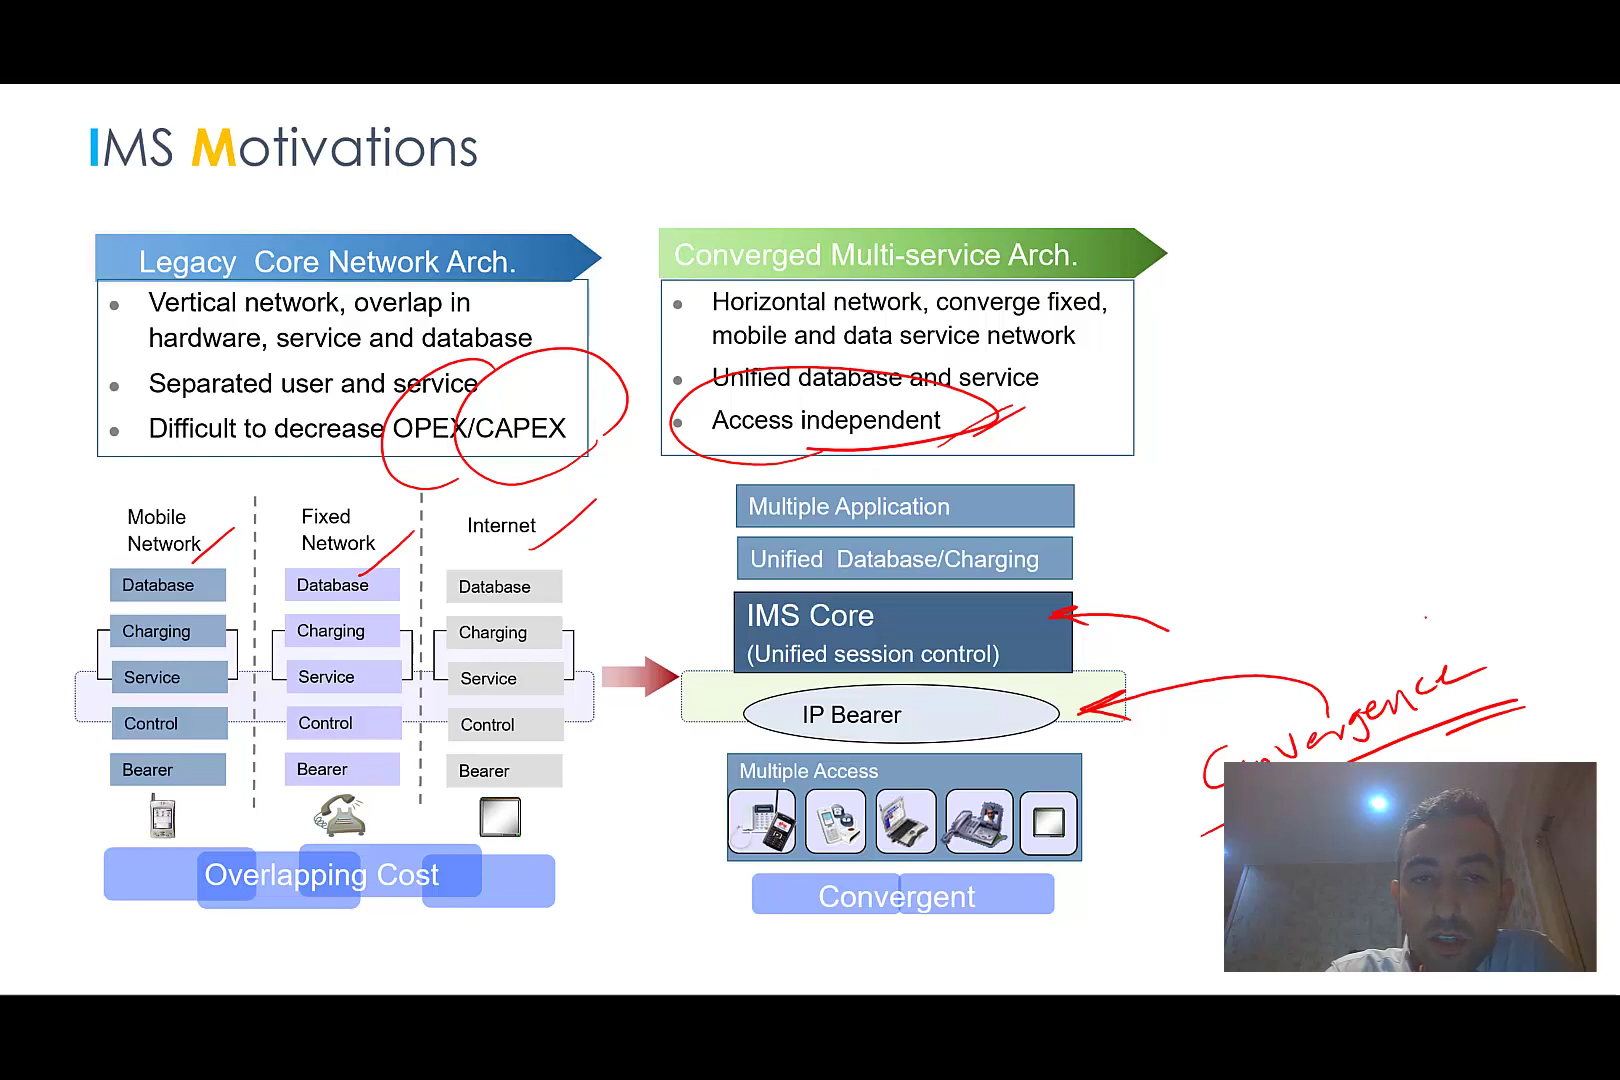 IMS Motivations
Legacy Core Network Arch.
Vertical network, overlap in
hardware, service and database
Separated user and service
Difficult to decrease OPEX/CAPEX
Converged Multi-service Arch.
Horizontal network, converge fixed,
mobile and data service network
Unified database and service
Access independent
Mobile
Network
Database
Charging
Service
Control
Bearer
Fixed
Network
Database
Charging
Service
Control
Bearer
Internet
Database
Charging
Service
Control
Bearer
Overlapping Cost
Multiple Application
Unified Database/Charging
IMS Core
(Unified session control)
IP Bearer
Multiple Access
Convergent
Convergence